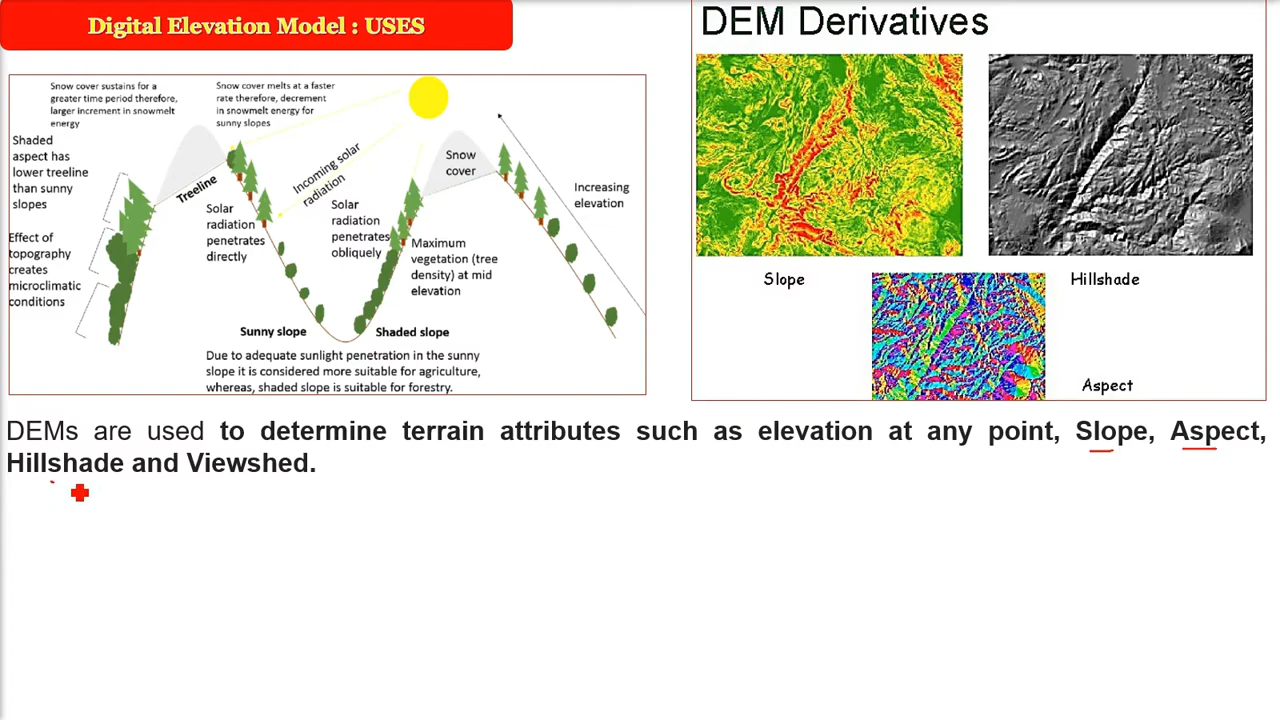 Digital Elevation Model : USES
Snow cover sustains for a
greater time period therefore,
larger increment in snowmelt
energy
Snow cover melts at a faster
rate therefore, decrement
in snowmelt energy for
sunny slopes
Shaded
aspect has
lower treeline
than sunny
slopes
Treeline
Incoming solar
radiation
Snow
cover
Increasing
elevation
Solar
radiation
penetrates
directly
Solar
radiation
penetrates
obliquely
Effect of
topography
creates
microclimatic
conditions
Maximum
vegetation (tree
density) at mid
elevation
Sunny slope
Shaded slope
Due to adequate sunlight penetration in the sunny
slope it is considered more suitable for agriculture,
whereas, shaded slope is suitable for forestry.
DEM Derivatives
Slope
Hillshade
Aspect
DEMs are used to determine terrain attributes such as elevation at any point, Slope, Aspect,
Hillshade and Viewshed.